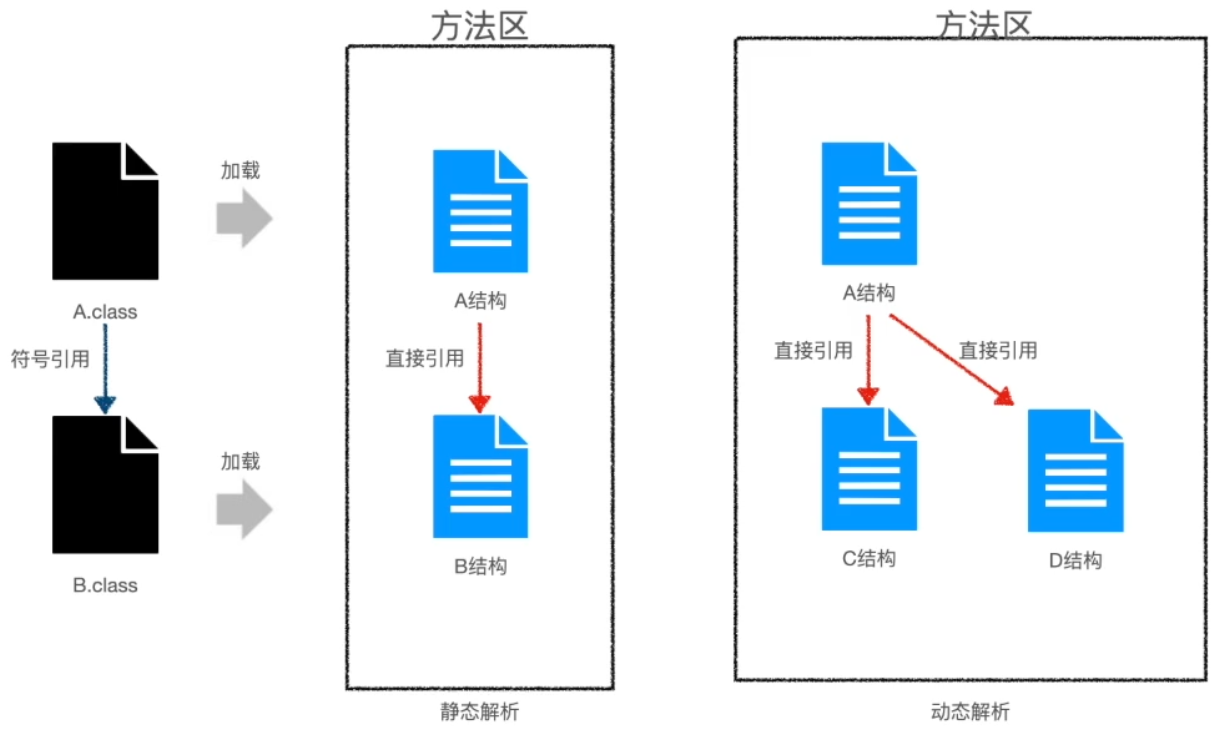 方法区
方法区
加载
A.class
A结构
A结构
符号引用
直接引用
直接引用
直接引用
加载
B.class
B结构
C结构
D结构
静态解析
动态解析